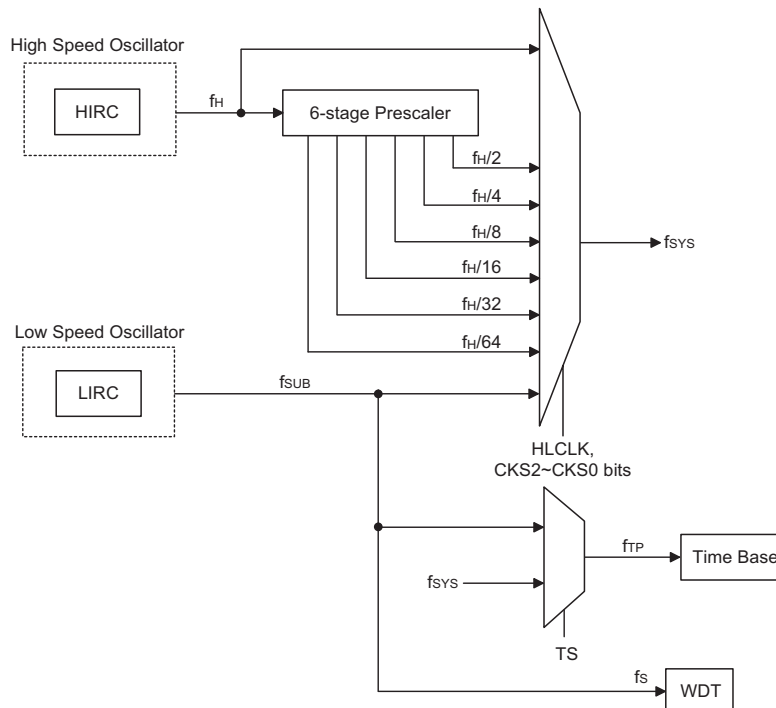 High Speed Oscillator
HIRC
fH
6-stage Prescaler
fH/2
fH/4
fH/8
fH/16
fH/32
fH/64
fSYS
Low Speed Oscillator
LIRC
fSUB
HLCLK,
CKS2~CKS0 bits
fTP
Time Base
fSYS
TS
fS
WDT